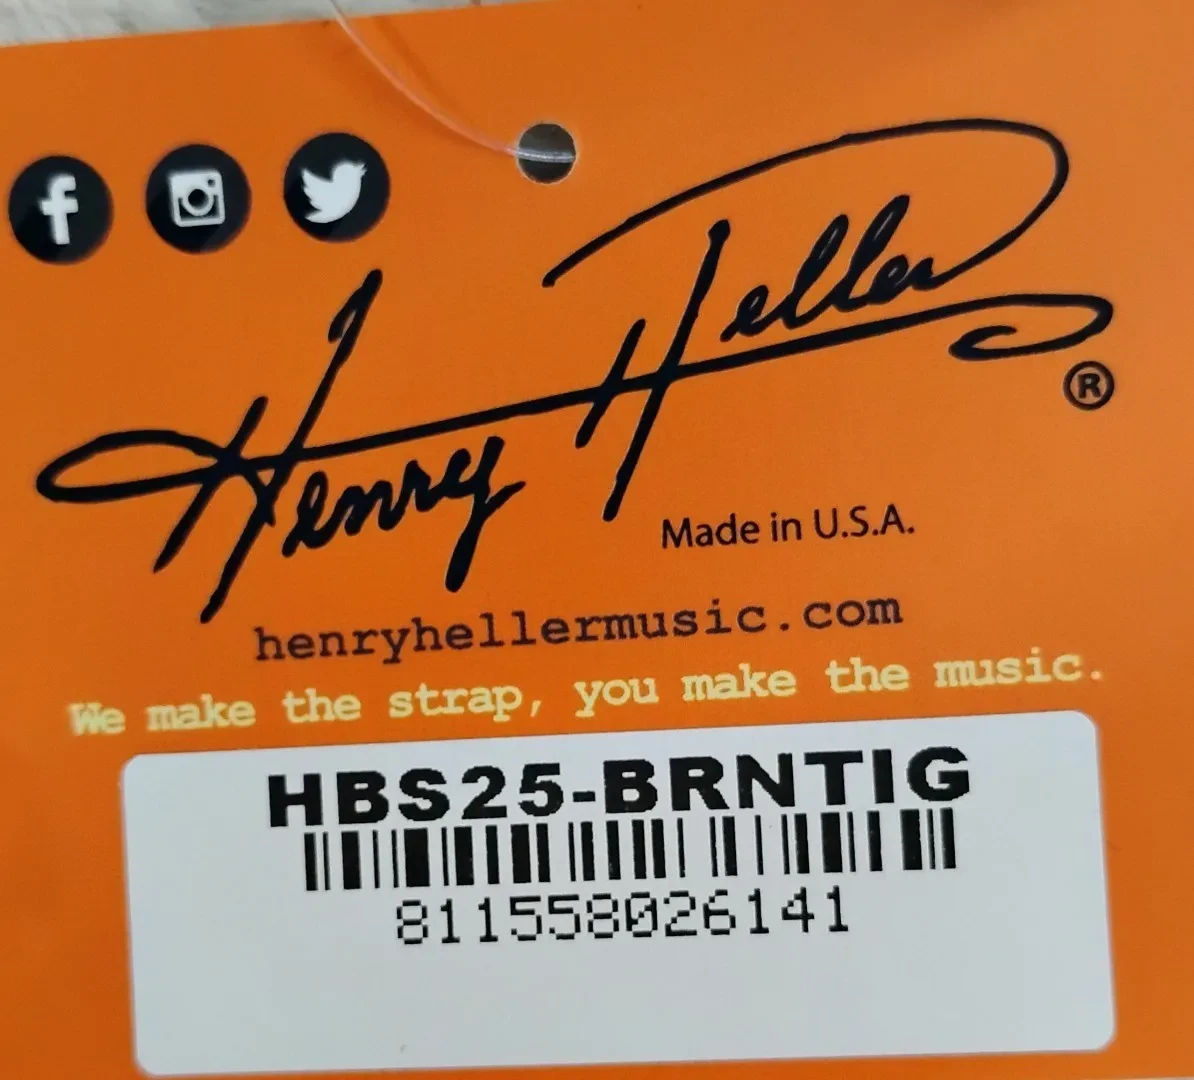 Henry Heller
®
Made in U.S.A.
henryhellermusic.com
We make the strap, you make the music.
HBS25-BRNTIG
811558026141